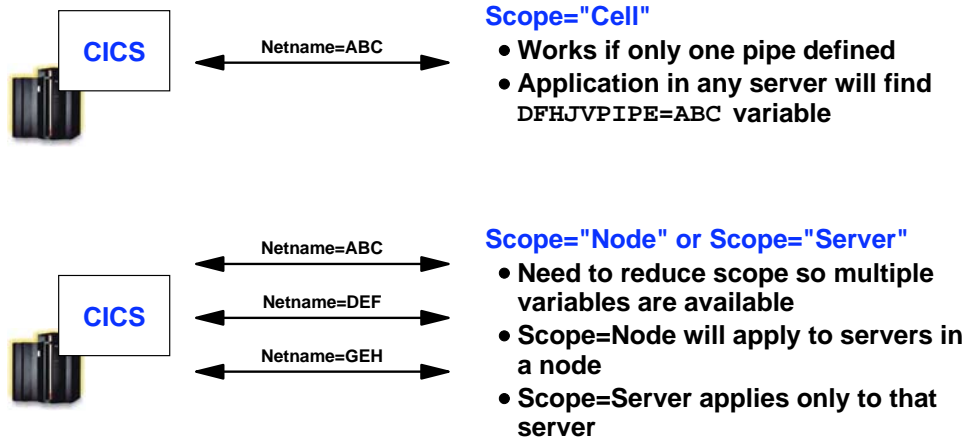 CICS
Netname=ABC
Scope="Cell"
• Works if only one pipe defined
• Application in any server will find
DFHJVPIPE=ABC variable
CICS
Netname=ABC
Netname=DEF
Netname=GEH
Scope="Node" or Scope="Server"
• Need to reduce scope so multiple
variables are available
• Scope=Node will apply to servers in
a node
• Scope=Server applies only to that
server